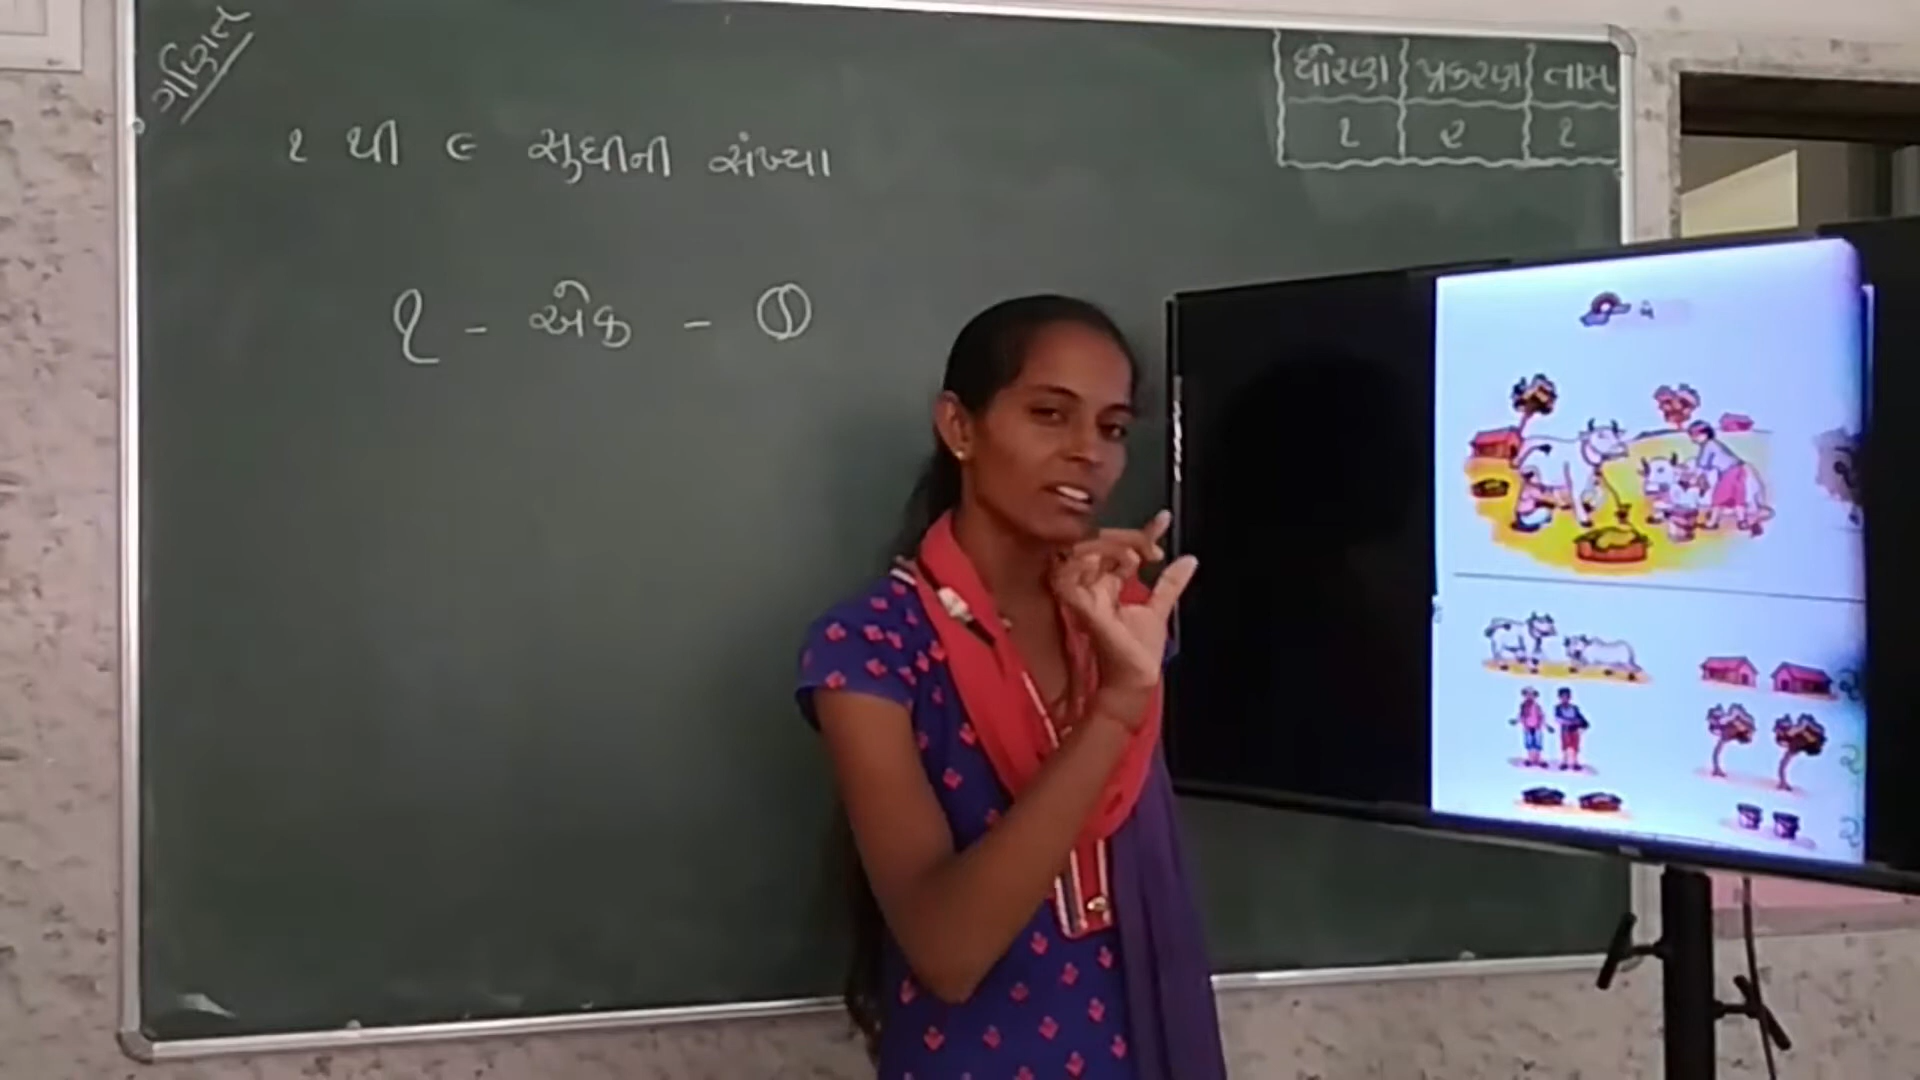 ગણિત
ધોરણ પ્રકરણ તાસ
૧ ૨ ૧
૧ થી ૯ સુધીની સંખ્યા
૧ - એક - ①